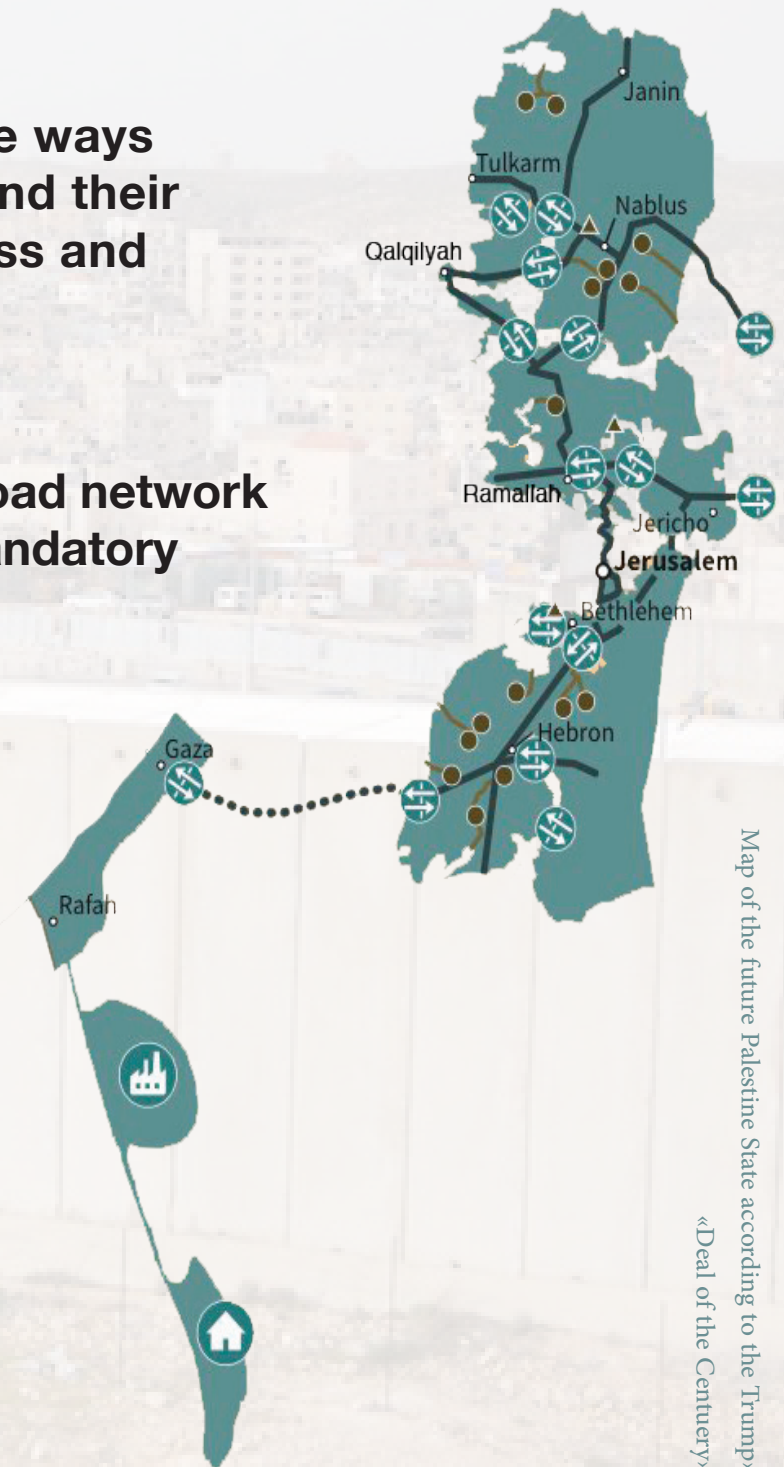 e ways
nd their
ss and
oad network
andatory
Janin
Tulkarm
Nablus
Qalqilyah
Ramallah
Jericho
Jerusalem
Bethlehem
Hebron
Gaza
Rafah
Map of the future Palestine State according to the Trump»
«Deal of the Centuery»